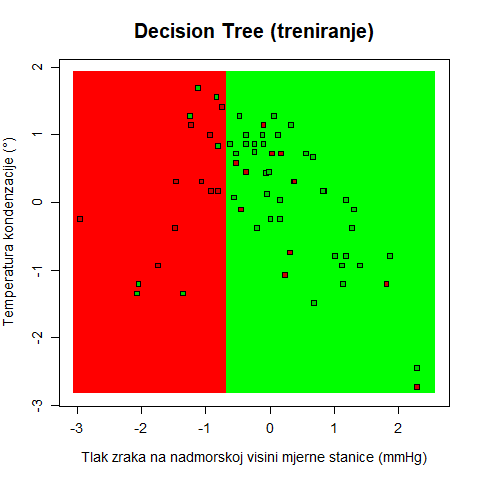 Decision Tree (treniranje)
Temperatura kondenzacije (°)
2
1
0
-1
-2
-3
-3 -2 -1 0 1 2
Tlak zraka na nadmorskoj visini mjerne stanice (mmHg)